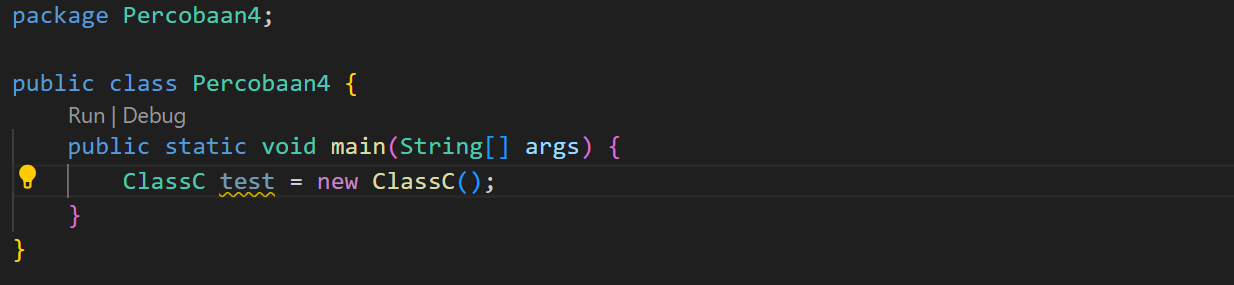 package Percobaan4;
public class Percobaan4 {
Run | Debug
public static void main(String[] args) {
ClassC test = new ClassC();
}
}